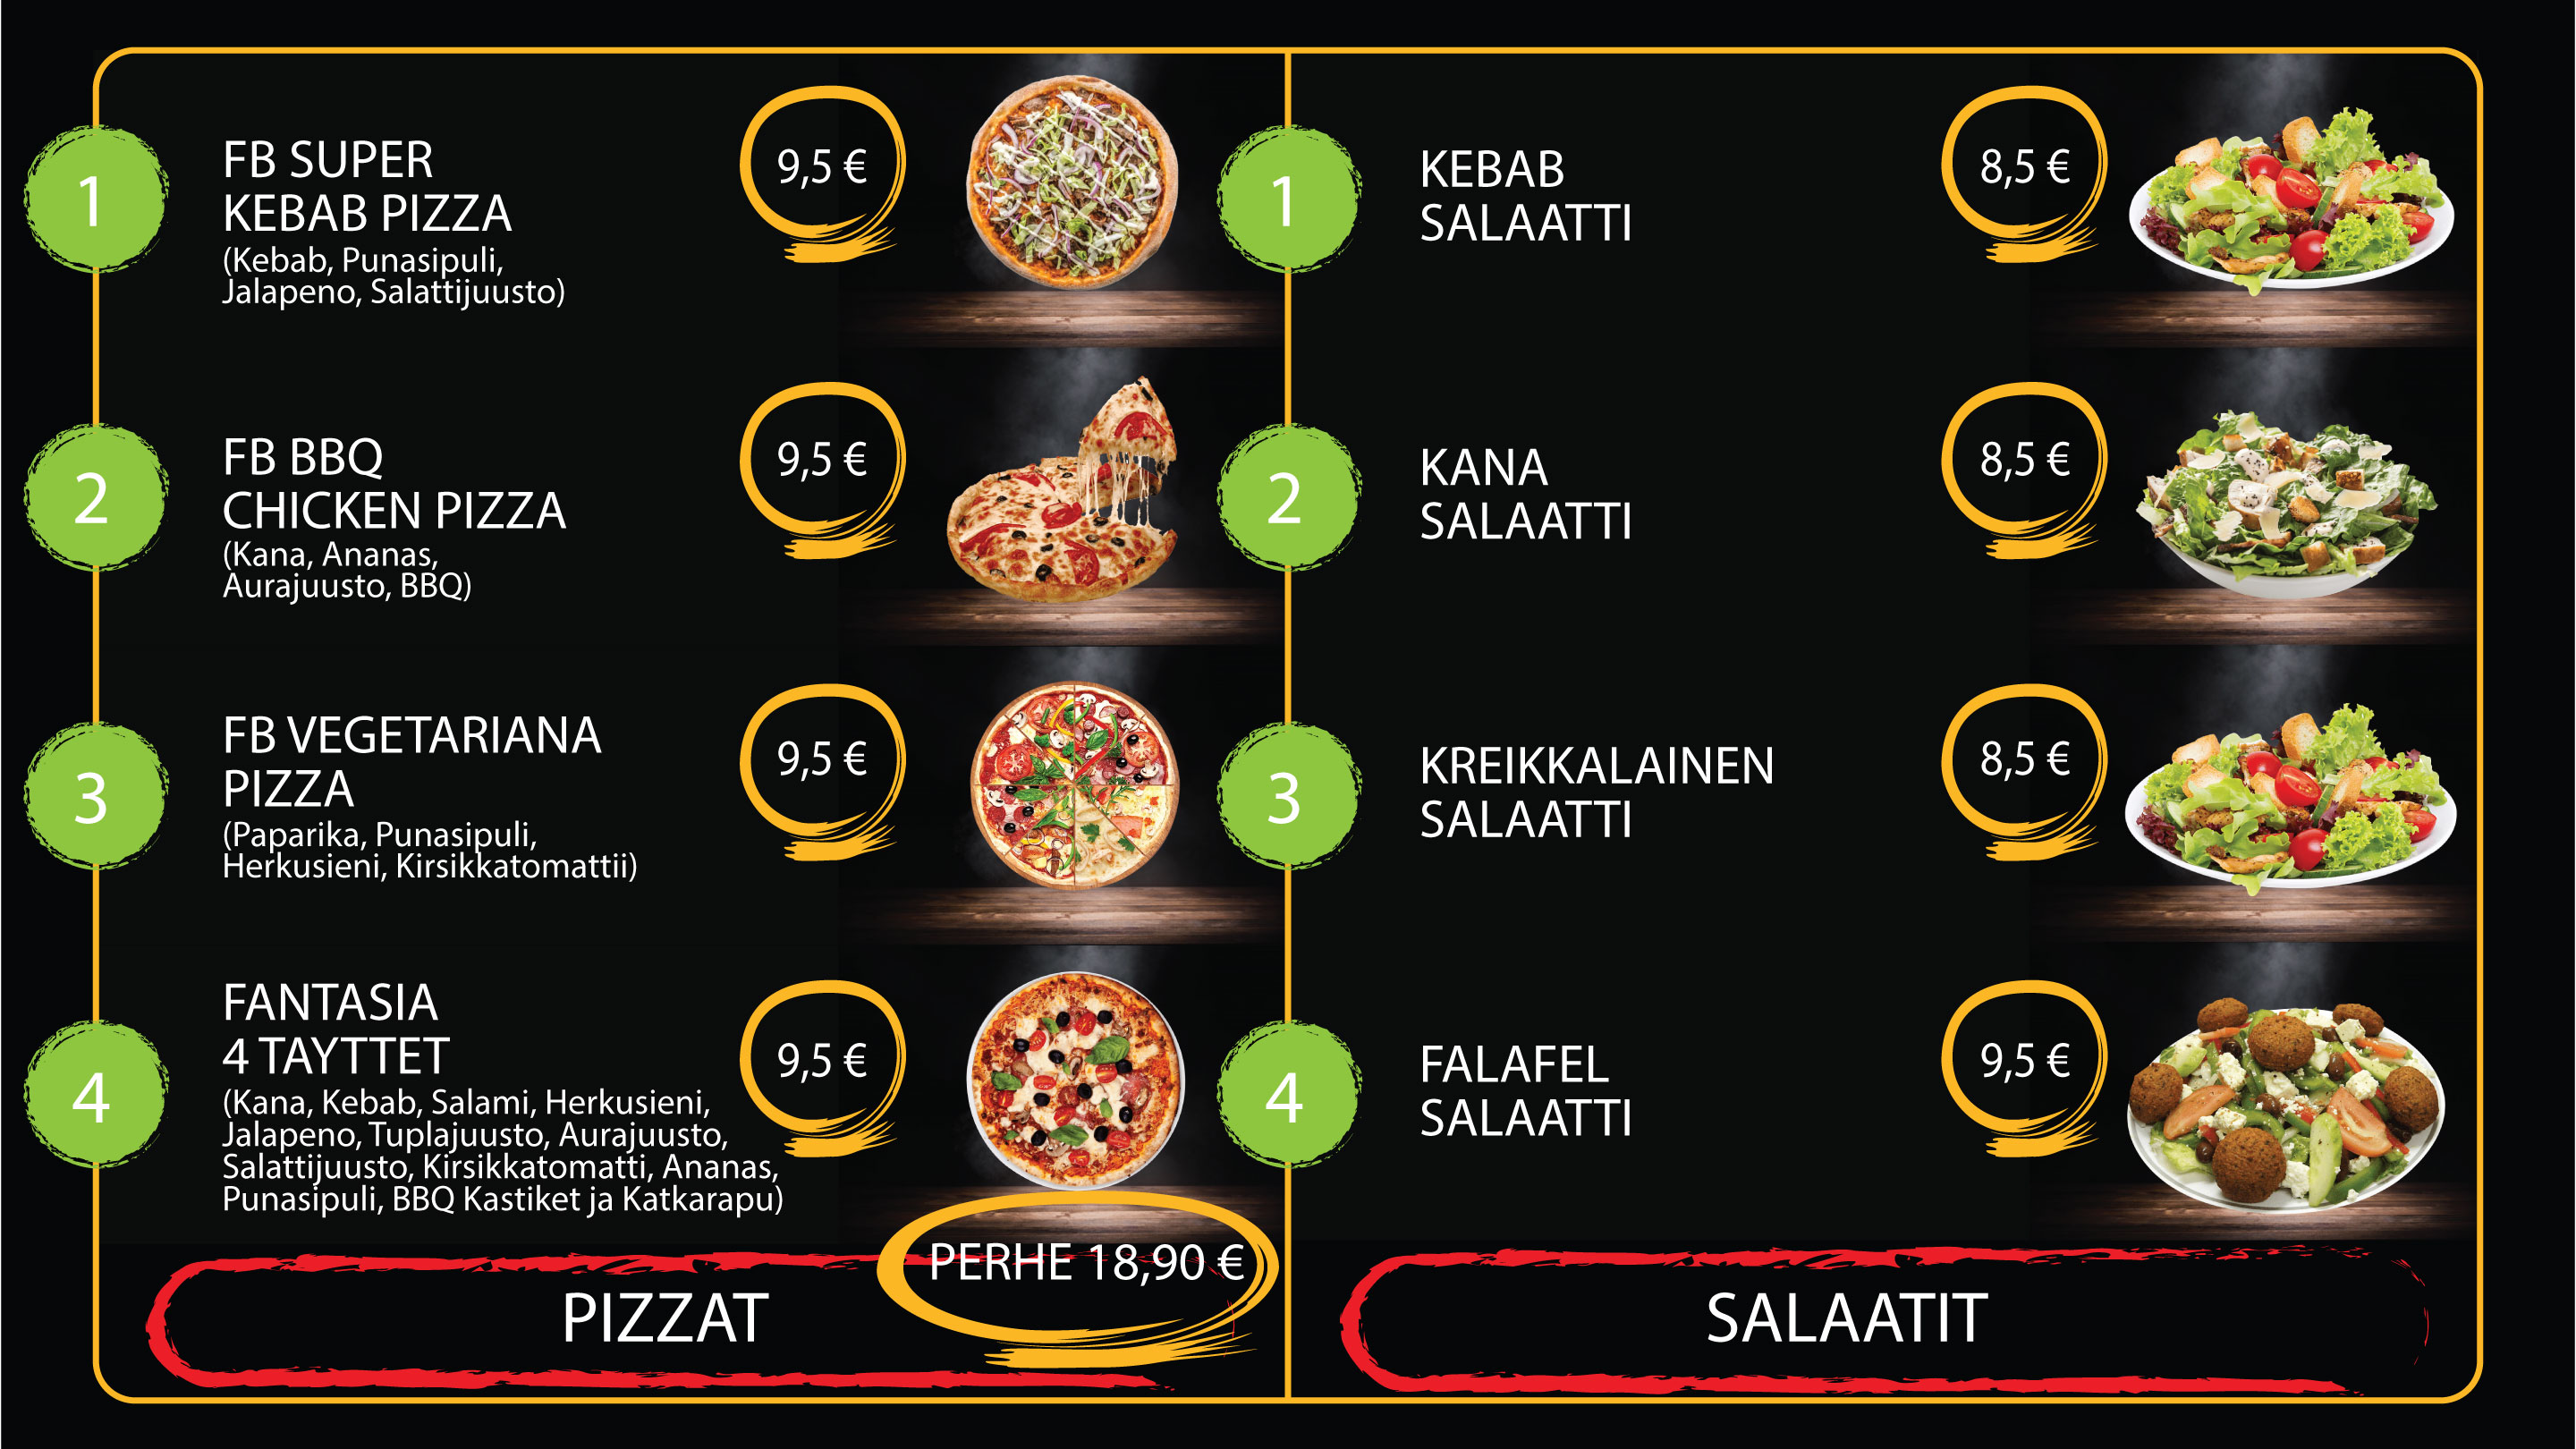 1
FB SUPER
KEBAB PIZZA
(Kebab, Punasipuli,
Jalapeno, Salattijuusto)
9,5 €
2
FB BBQ
CHICKEN PIZZA
(Kana, Ananas,
Aurajuusto, BBQ)
9,5 €
3
FB VEGETARIANA
PIZZA
(Paparika, Punasipuli,
Herkusieni, Kirsikkatomattii)
9,5 €
4
FANTASIA
4 TAYTTET
(Kana, Kebab, Salami, Herkusieni,
Jalapeno, Tuplajuusto, Aurajuusto,
Salattijuusto, Kirsikkatomatti, Ananas,
Punasipuli, BBQ Kastiket ja Katkarapu)
9,5 €
PERHE 18,90 €
PIZZAT
1
KEBAB
SALAATTI
8,5 €
2
KANA
SALAATTI
8,5 €
3
KREIKKALAINEN
SALAATTI
8,5 €
4
FALAFEL
SALAATTI
9,5 €
SALAATIT